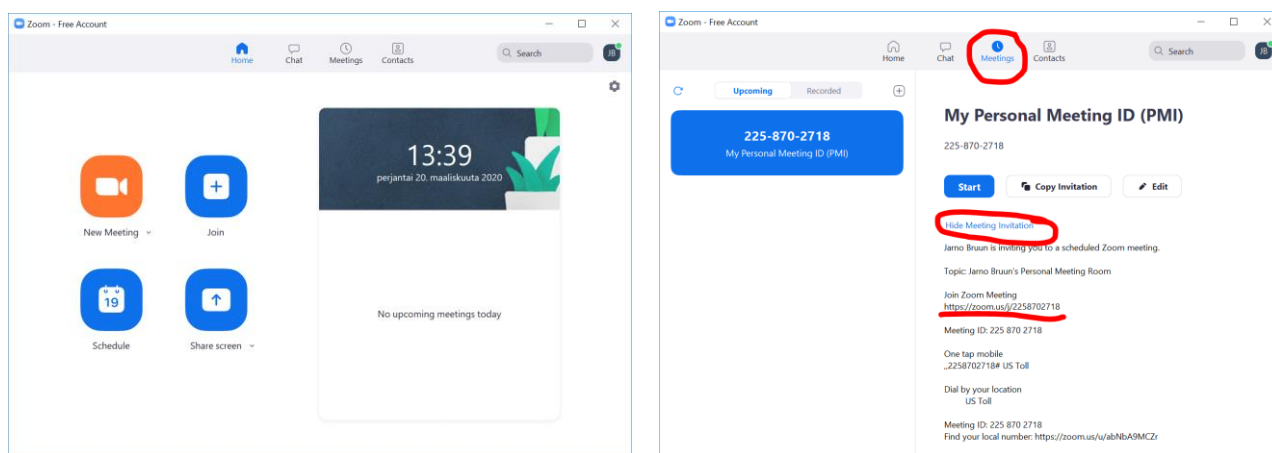 Zoom - Free Account
Home
Chat
Meetings
Contacts
Search
JB
13:39
perjantai 20. maaliskuuta 2020
New Meeting
Join
19
Schedule
Share screen
No upcoming meetings today
Zoom - Free Account
Home
Chat
Meetings
Contacts
Search
JB
Upcoming
Recorded
225-870-2718
My Personal Meeting ID (PMI)
My Personal Meeting ID (PMI)
225-870-2718
Start
Copy Invitation
Edit
Hide Meeting Invitation
Jarno Bruun is inviting you to a scheduled Zoom meeting.
Topic: Jarno Bruun's Personal Meeting Room
Join Zoom Meeting
https://zoom.us/j/2258702718
Meeting ID: 225 870 2718
One tap mobile
,,2258702718# US Toll
Dial by your location
US Toll
Meeting ID: 225 870 2718
Find your local number: https://zoom.us/u/abNbA9MCZr